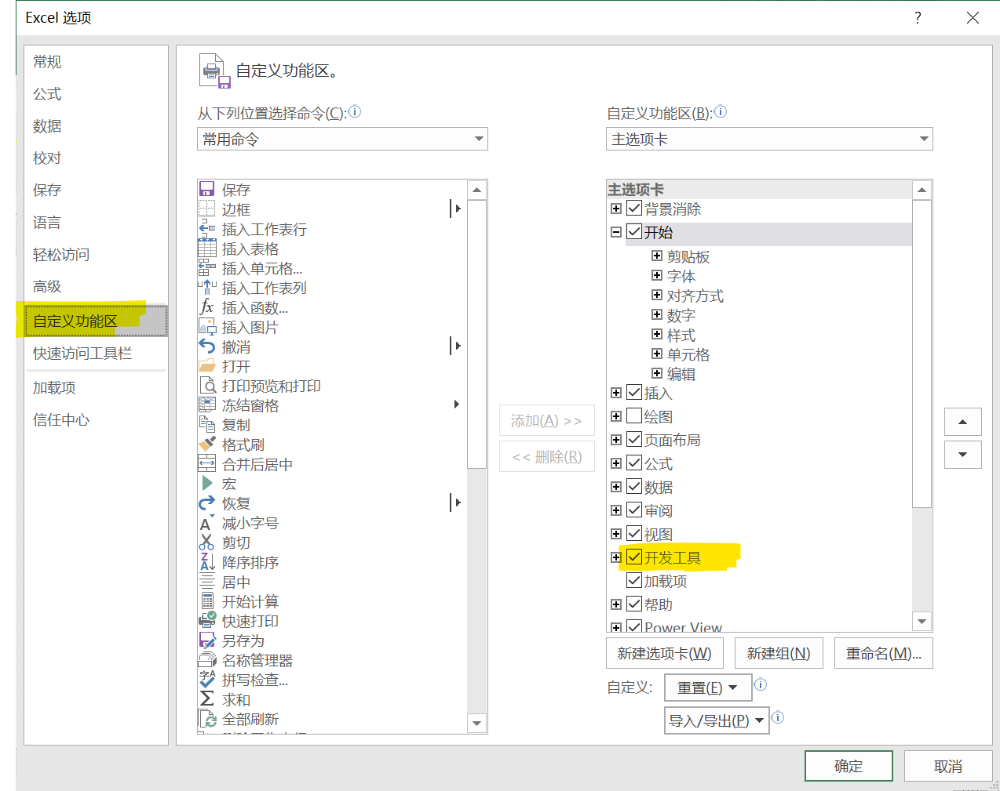 Excel 选项
?
常规
公式
数据
校对
保存
语言
轻松访问
高级
自定义功能区
快速访问工具栏
加载项
信任中心
自定义功能区。
从下列位置选择命令(C):
常用命令
保存
边框
插入工作表行
插入表格
插入单元格...
插入工作表列
插入函数...
插入图片
撤消
打开
打印预览和打印
冻结窗格
复制
格式刷
合并后居中
宏
恢复
减小字号
剪切
降序排序
居中
开始计算
快速打印
另存为
名称管理器
拼写检查...
求和
全部刷新
添加(A) >>
<< 删除(R)
自定义功能区(B):
主选项卡
主选项卡
背景消除
开始
剪贴板
字体
对齐方式
数字
样式
单元格
编辑
插入
绘图
页面布局
公式
数据
审阅
视图
开发工具
加载项
帮助
Power View
新建选项卡(W)
新建组(N)
重命名(M)...
自定义:
重置(E)
导入/导出(P)
确定
取消